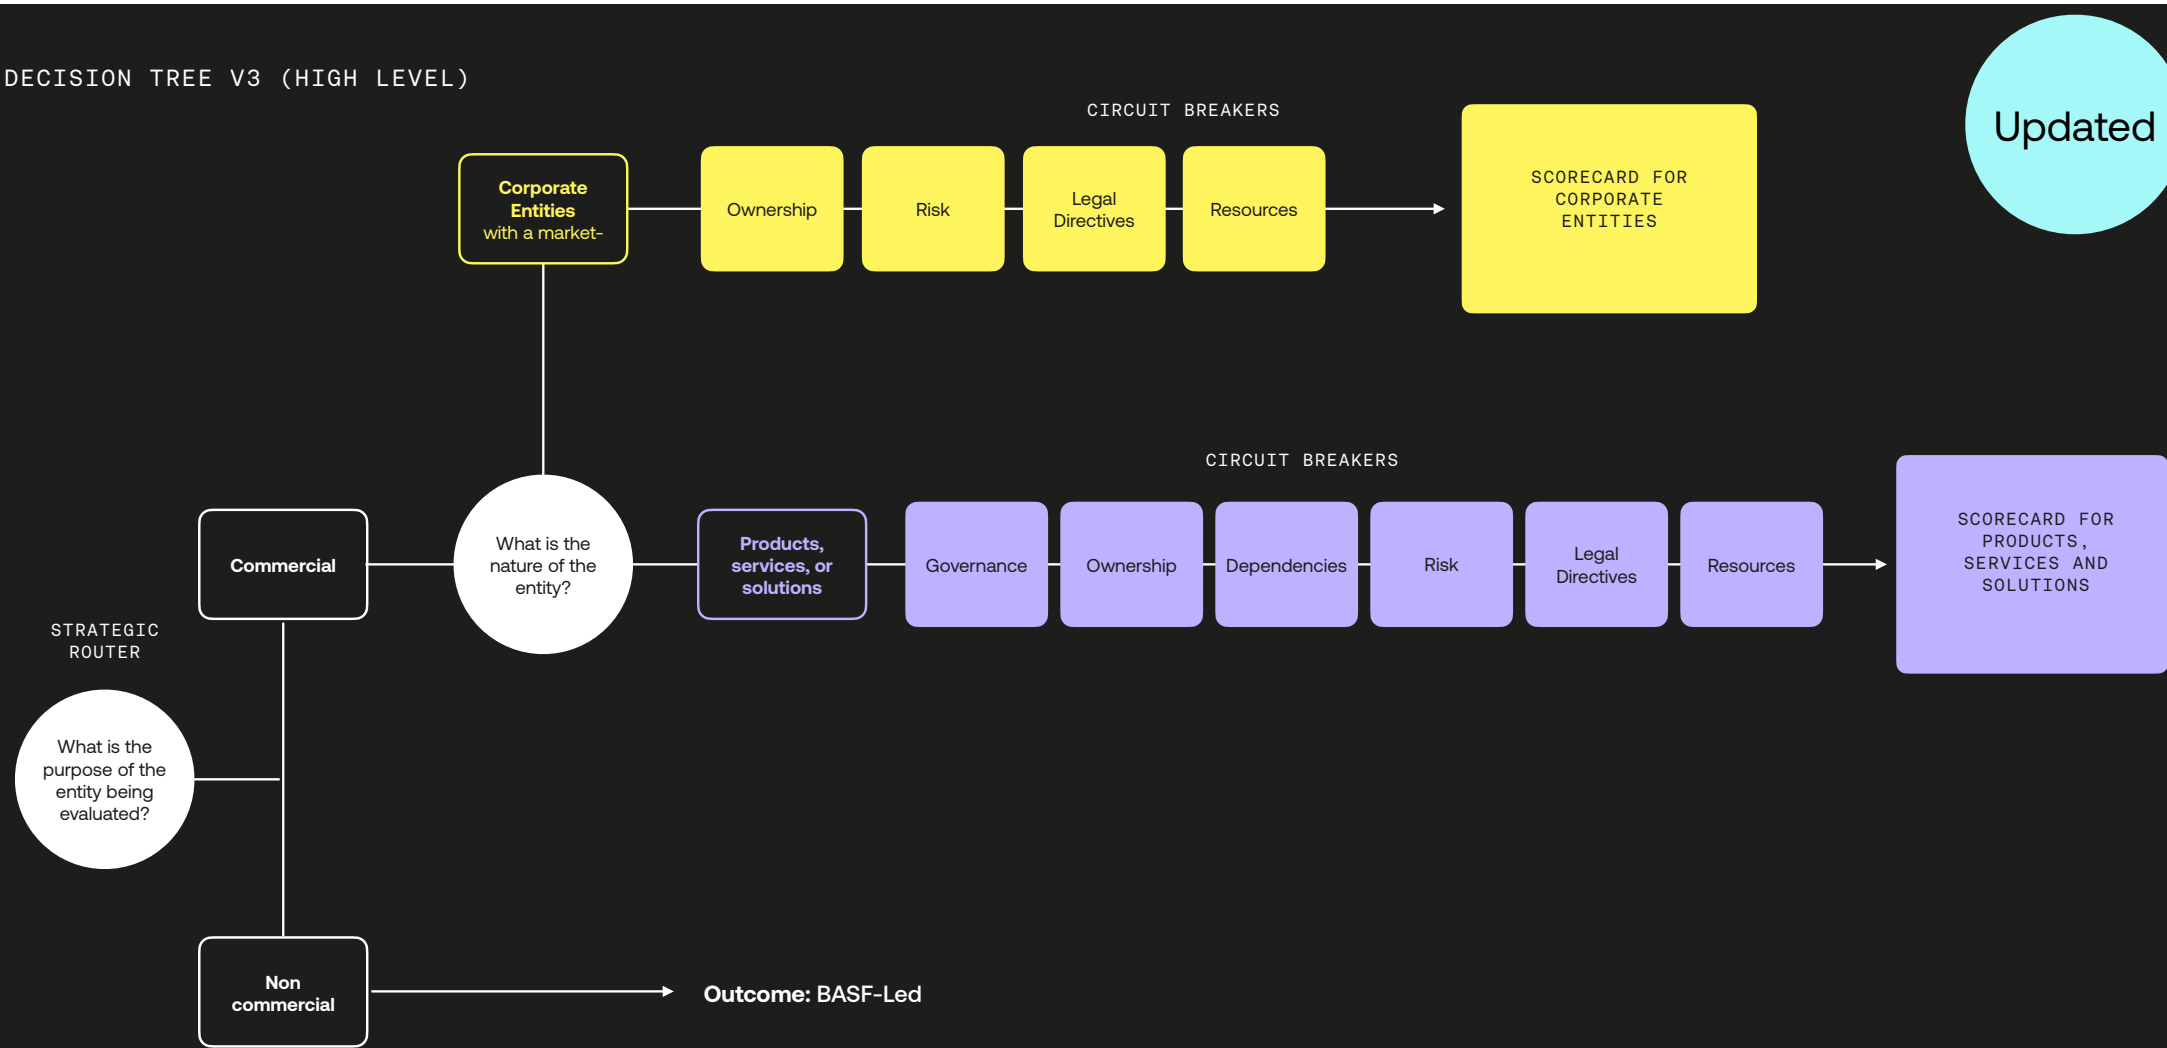 DECISION TREE V3 (HIGH LEVEL)
Updated
CIRCUIT BREAKERS
Corporate
Entities
with a market-
Ownership
Risk
Legal
Directives
Resources
SCORECARD FOR
CORPORATE
ENTITIES
CIRCUIT BREAKERS
Commercial
What is the
nature of the
entity?
Products,
services, or
solutions
Governance
Ownership
Dependencies
Risk
Legal
Directives
Resources
SCORECARD FOR
PRODUCTS,
SERVICES AND
SOLUTIONS
STRATEGIC
ROUTER
What is the
purpose of the
entity being
evaluated?
Non
commercial
Outcome: BASF-Led